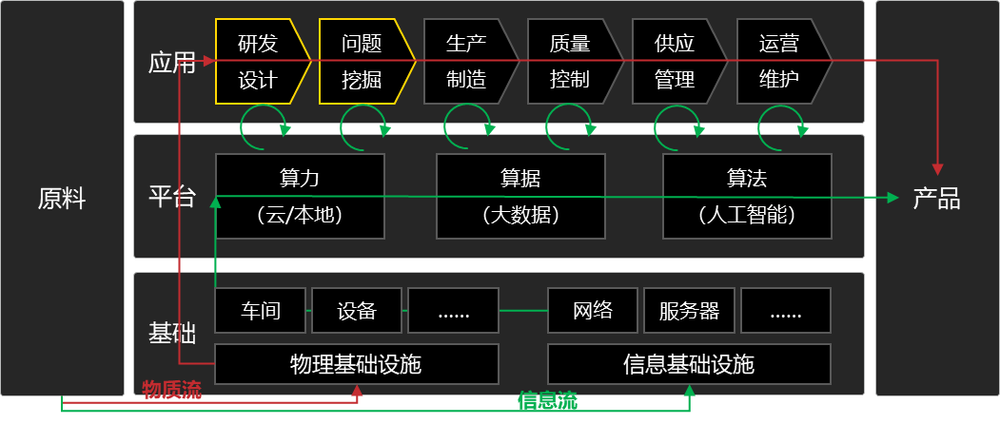 原料
应用
研发
设计
问题
挖掘
生产
制造
质量
控制
供应
管理
运营
维护
平台
算力
（云/本地）
算据
（大数据）
算法
（人工智能）
基础
车间
设备
......
网络
服务器
......
物理基础设施
信息基础设施
产品
物质流
信息流